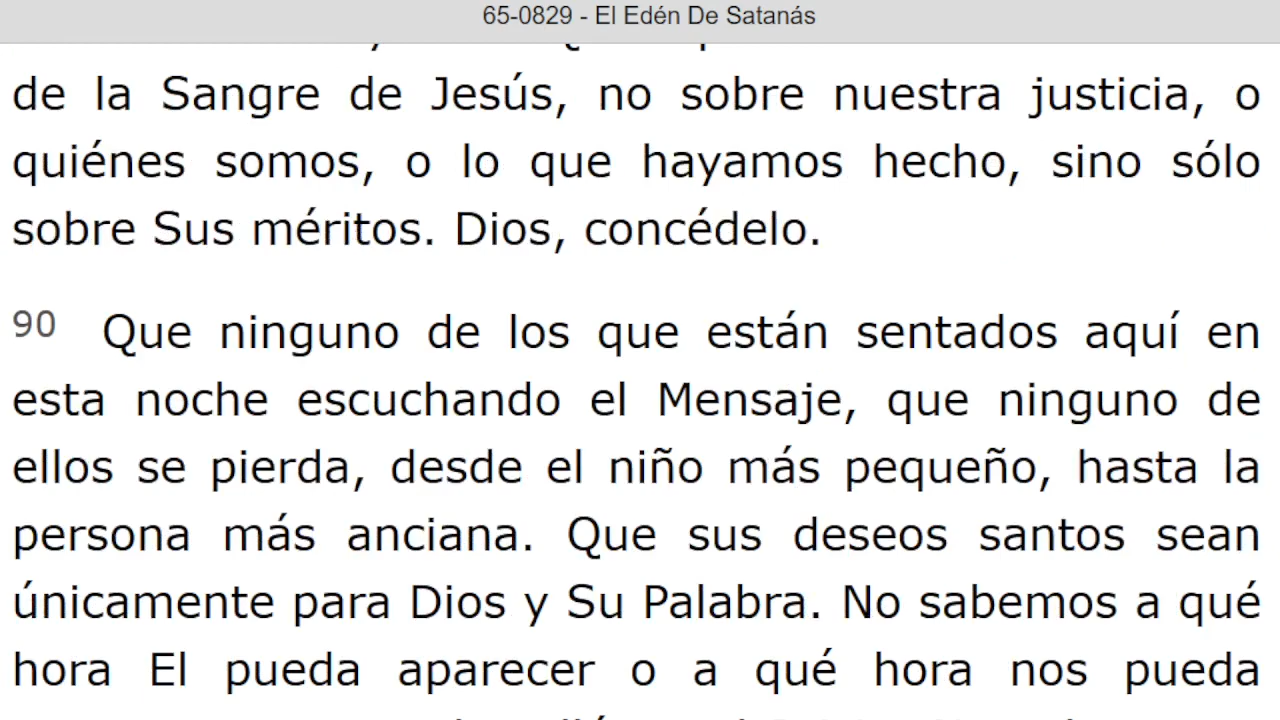 65-0829 - El Edén De Satanás
de la Sangre de Jesús, no sobre nuestra justicia, o
quiénes somos, o lo que hayamos hecho, sino sólo
sobre Sus méritos. Dios, concédelo.
90 Que ninguno de los que están sentados aquí en
esta noche escuchando el Mensaje, que ninguno de
ellos se pierda, desde el niño más pequeño, hasta la
persona más anciana. Que sus deseos santos sean
únicamente para Dios y Su Palabra. No sabemos a qué
hora El pueda aparecer o a qué hora nos pueda